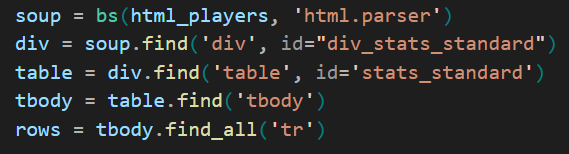 soup = bs(html_players, 'html.parser')
div = soup.find('div', id="div_stats_standard")
table = div.find('table', id='stats_standard')
tbody = table.find('tbody')
rows = tbody.find_all('tr')